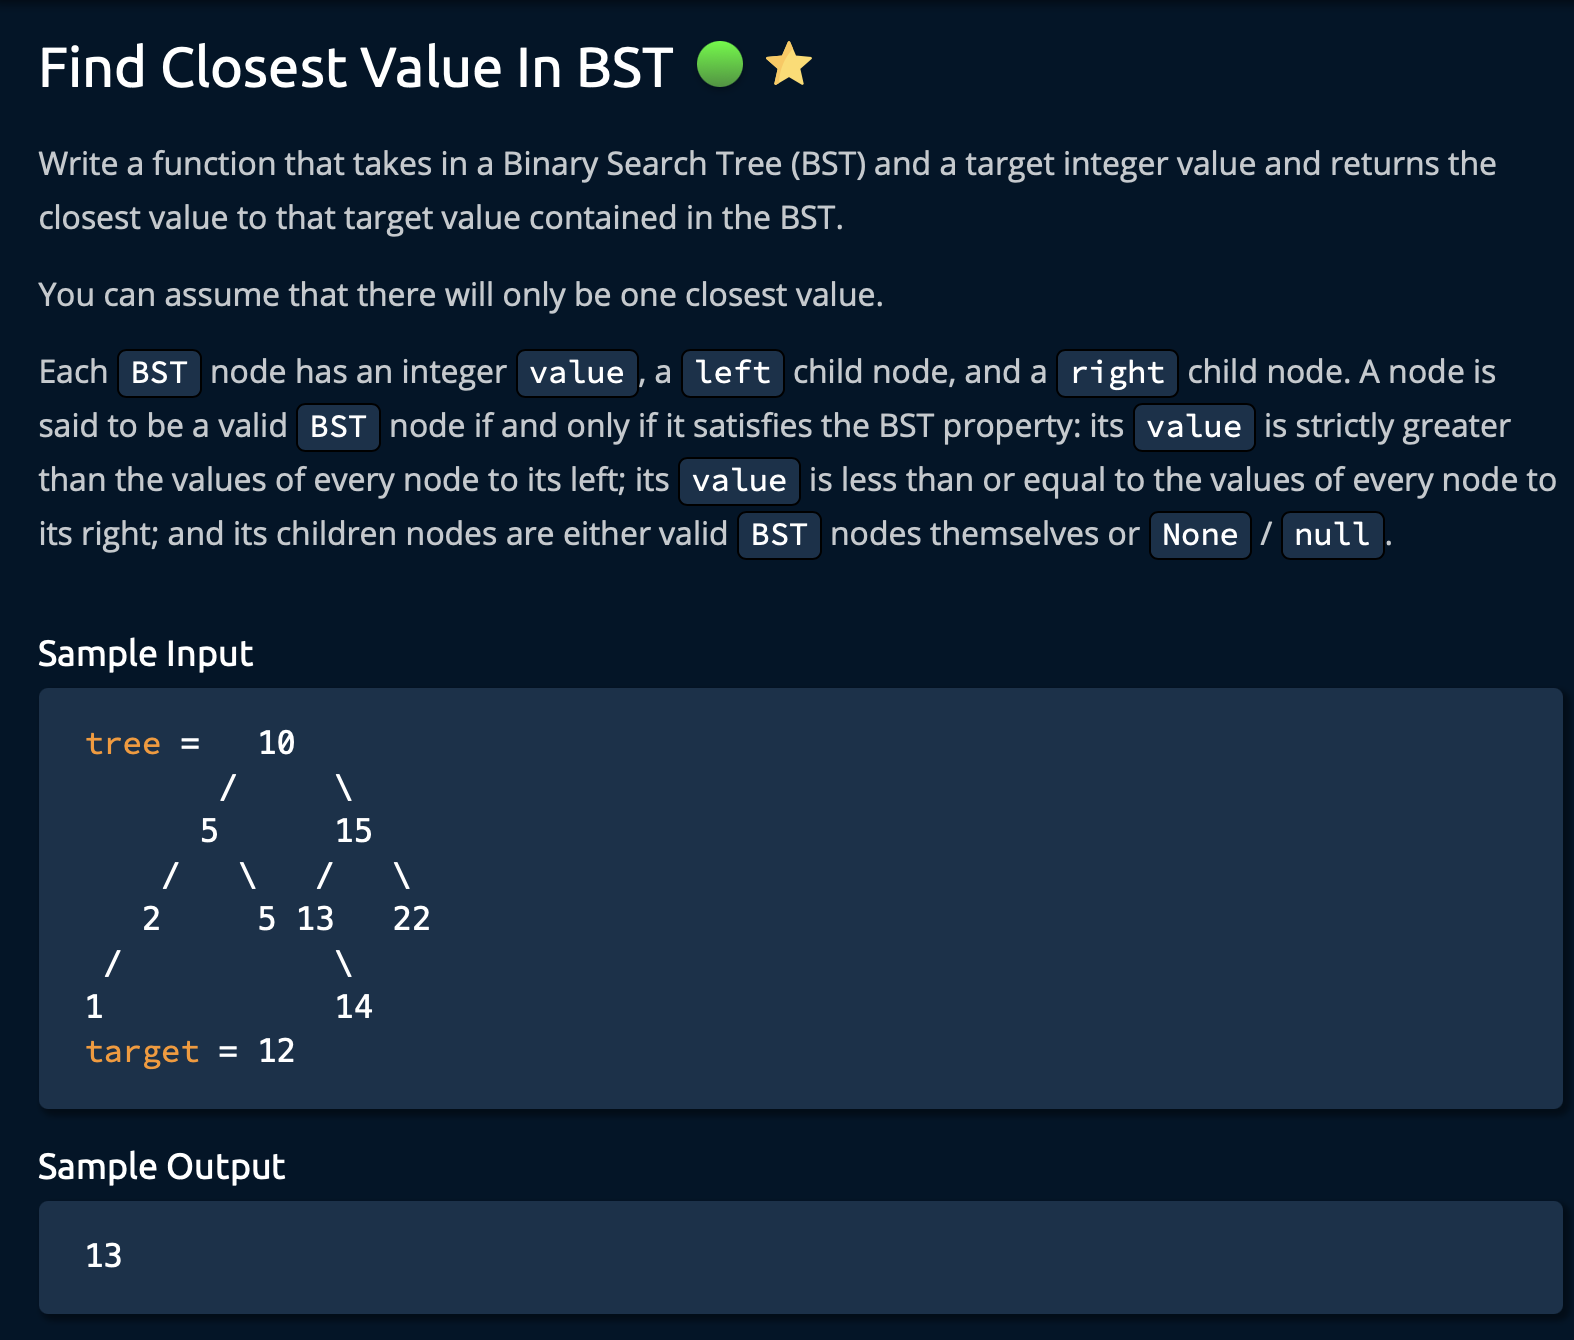 Find Closest Value In BST
Write a function that takes in a Binary Search Tree (BST) and a target integer value and returns the
closest value to that target value contained in the BST.
You can assume that there will only be one closest value.
Each BST node has an integer value, a left child node, and a right child node. A node is
said to be a valid BST node if and only if it satisfies the BST property: its value is strictly greater
than the values of every node to its left; its value is less than or equal to the values of every node to
its right; and its children nodes are either valid BST nodes themselves or None / null.
Sample Input
tree =   10
       /     \
      5      15
    /   \   /   \
   2     5 13   22
 /           \
1            14
target = 12
Sample Output
13